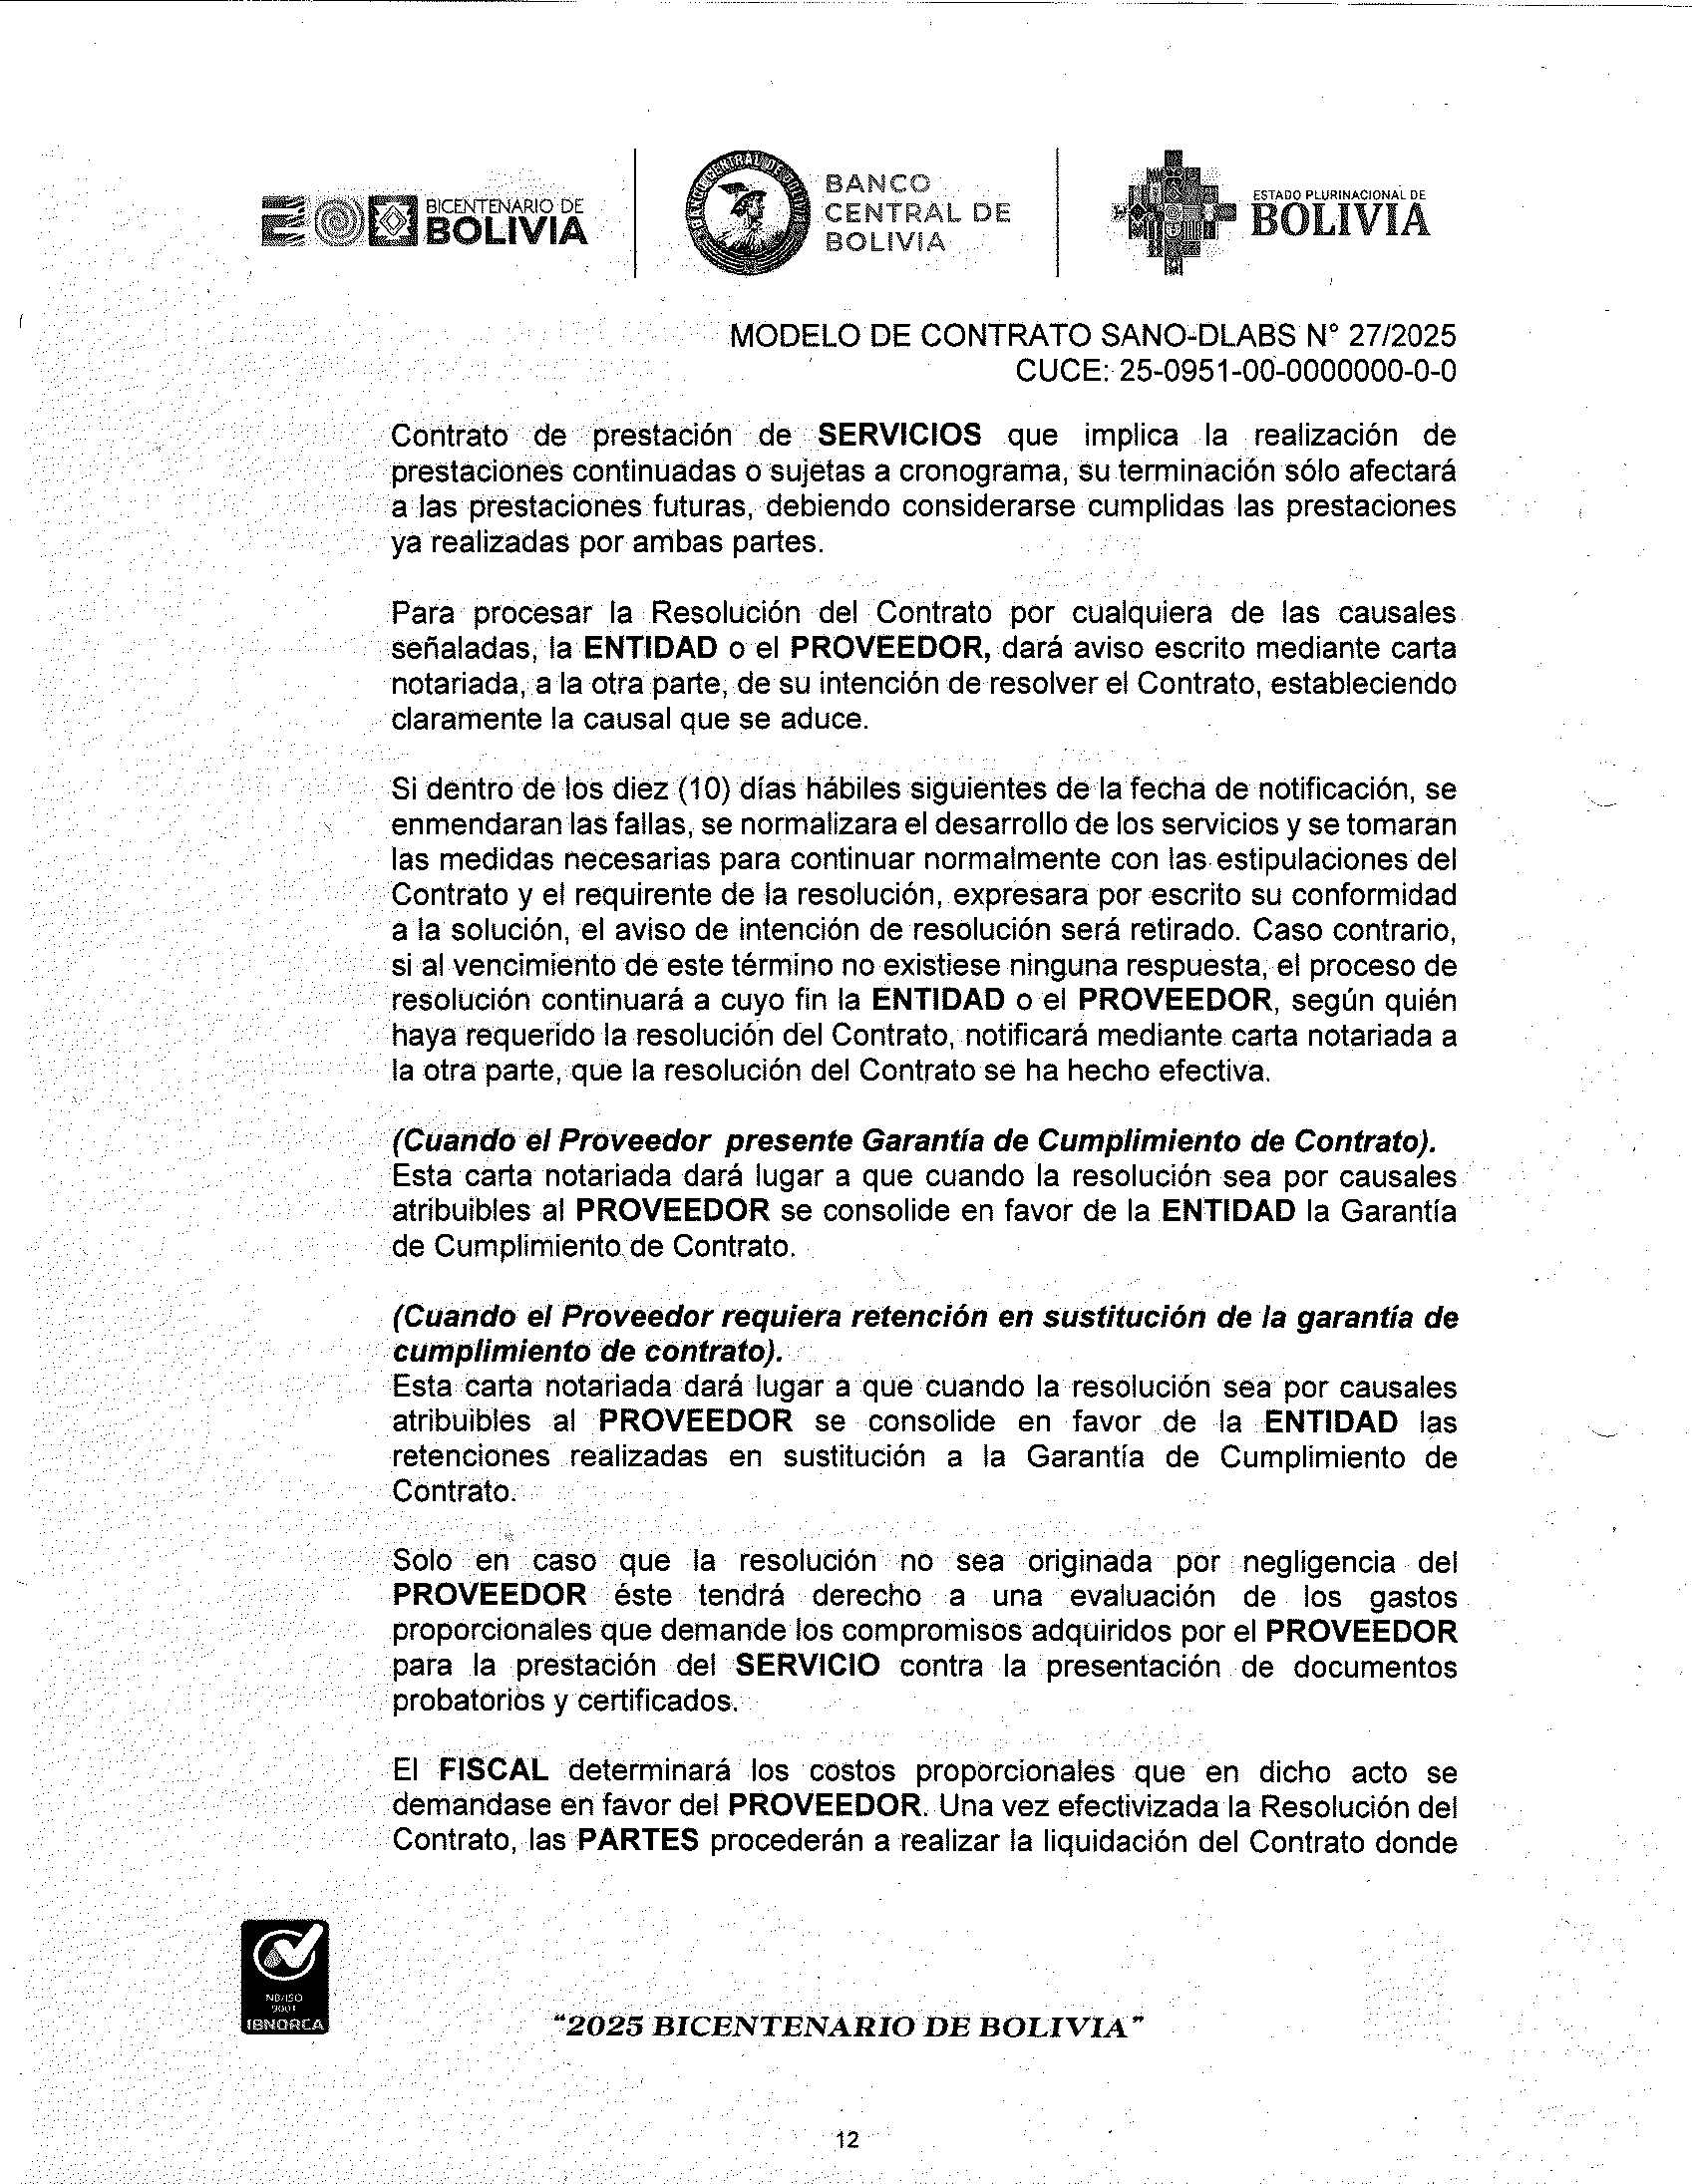 BICENTENARIO DE
BOLIVIA
BANCO
CENTRAL DE
BOLIVIA
ESTADO PLURINACIONAL DE
BOLIVIA
MODELO DE CONTRATO SANO-DLABS N° 27/2025
CUCE: 25-0951-00-0000000-0-0
Contrato de prestación de SERVICIOS que implica la realización de
prestaciones continuadas o sujetas a cronograma, su terminación sólo afectará
a las prestaciones futuras, debiendo considerarse cumplidas las prestaciones
ya realizadas por ambas partes.
Para procesar la Resolución del Contrato por cualquiera de las causales
señaladas, la ENTIDAD o el PROVEEDOR, dará aviso escrito mediante carta
notariada, a la otra parte, de su intención de resolver el Contrato, estableciendo
claramente la causal que se aduce.
Si dentro de los diez (10) días hábiles siguientes de la fecha de notificación, se
enmendaran las fallas, se normalizara el desarrollo de los servicios y se tomaran
las medidas necesarias para continuar normalmente con las estipulaciones del
Contrato y el requirente de la resolución, expresara por escrito su conformidad
a la solución, el aviso de intención de resolución será retirado. Caso contrario,
si al vencimiento de este término no existiese ninguna respuesta, el proceso de
resolución continuará a cuyo fin la ENTIDAD o el PROVEEDOR, según quién
haya requerido la resolución del Contrato, notificará mediante carta notariada a
la otra parte, que la resolución del Contrato se ha hecho efectiva.
(Cuando el Proveedor presente Garantía de Cumplimiento de Contrato).
Esta carta notariada dará lugar a que cuando la resolución sea por causales
atribuibles al PROVEEDOR se consolide en favor de la ENTIDAD la Garantía
de Cumplimiento de Contrato.
(Cuando el Proveedor requiera retención en sustitución de la garantía de
cumplimiento de contrato).
Esta carta notariada dará lugar a que cuando la resolución sea por causales
atribuibles al PROVEEDOR se consolide en favor de la ENTIDAD las
retenciones realizadas en sustitución a la Garantía de Cumplimiento de
Contrato.
Solo en caso que la resolución no sea originada por negligencia del
PROVEEDOR éste tendrá derecho a una evaluación de los gastos
proporcionales que demande los compromisos adquiridos por el PROVEEDOR
para la prestación del SERVICIO contra la presentación de documentos
probatorios y certificados.
El FISCAL determinará los costos proporcionales que en dicho acto se
demandase en favor del PROVEEDOR. Una vez efectivizada la Resolución del
Contrato, las PARTES procederán a realizar la liquidación del Contrato donde
NB/ISO
9001
IBNORCA
"2025 BICENTENARIO DE BOLIVIA"
12